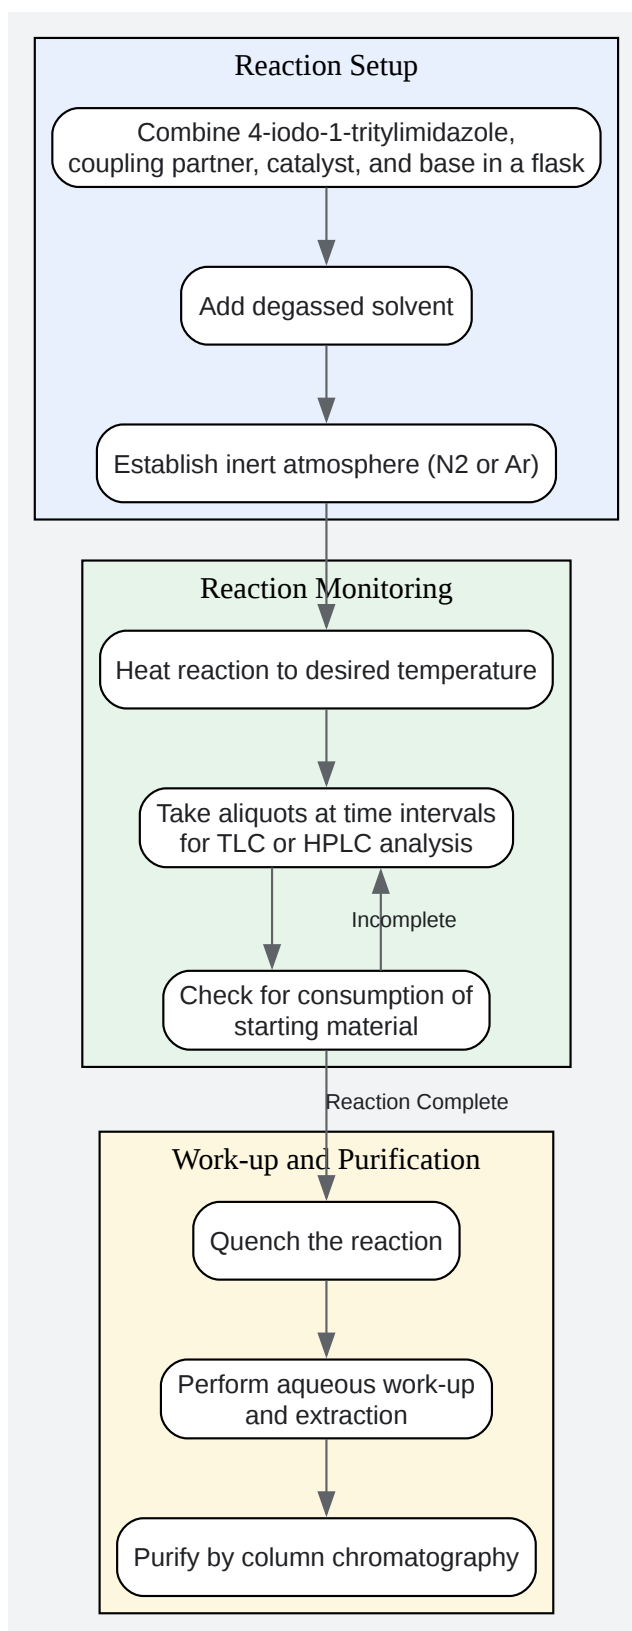 Reaction Setup
Combine 4-iodo-1-tritylimidazole,
coupling partner, catalyst, and base in a flask
Add degassed solvent
Establish inert atmosphere (N2 or Ar)
Reaction Monitoring
Heat reaction to desired temperature
Take aliquots at time intervals
for TLC or HPLC analysis
Incomplete
Check for consumption of
starting material
Reaction Complete
Work-up and Purification
Quench the reaction
Perform aqueous work-up
and extraction
Purify by column chromatography